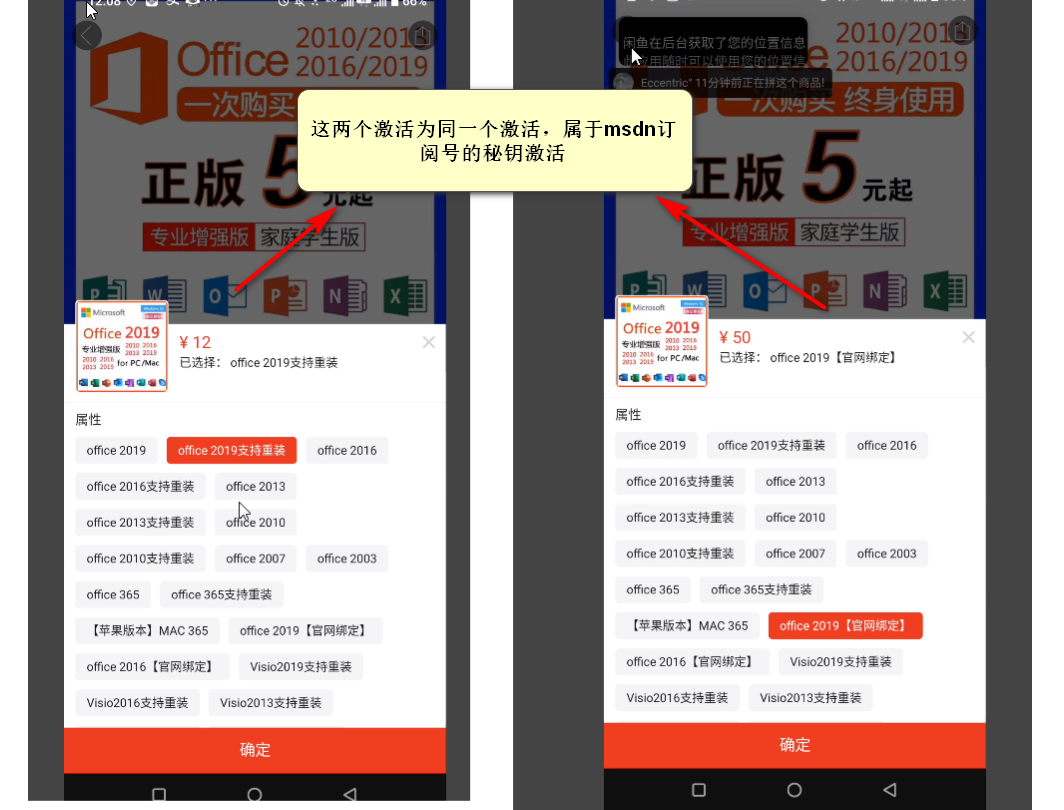 12:08
66%
Office
2010/2013
2016/2019
一次购买
这两个激活为同一个激活，属于msdn订
阅号的秘钥激活
正版5元起
专业增强版 家庭学生版
Microsoft
Office 2019
专业增强版
2010 2016
2013 2019
for PC/Mac
¥ 12
已选择： office 2019支持重装
属性
office 2019
office 2019支持重装
office 2016
office 2016支持重装
office 2013
office 2013支持重装
office 2010
office 2010支持重装
office 2007
office 2003
office 365
office 365支持重装
【苹果版本】MAC 365
office 2019【官网绑定】
office 2016【官网绑定】
Visio2019支持重装
Visio2016支持重装
Visio2013支持重装
确定
闲鱼在后台获取了您的位置信息
此应用随时可以使用您的位置信
Eccentric° 11分钟前正在拼这个商品!
2010/2013
2016/2019
一次购买 终身使用
正版5元起
专业增强版 家庭学生版
Microsoft
Office 2019
专业增强版
2010 2016
2013 2019
for PC/Mac
¥ 50
已选择： office 2019【官网绑定】
属性
office 2019
office 2019支持重装
office 2016
office 2016支持重装
office 2013
office 2013支持重装
office 2010
office 2010支持重装
office 2007
office 2003
office 365
office 365支持重装
【苹果版本】MAC 365
office 2019【官网绑定】
office 2016【官网绑定】
Visio2019支持重装
Visio2016支持重装
Visio2013支持重装
确定